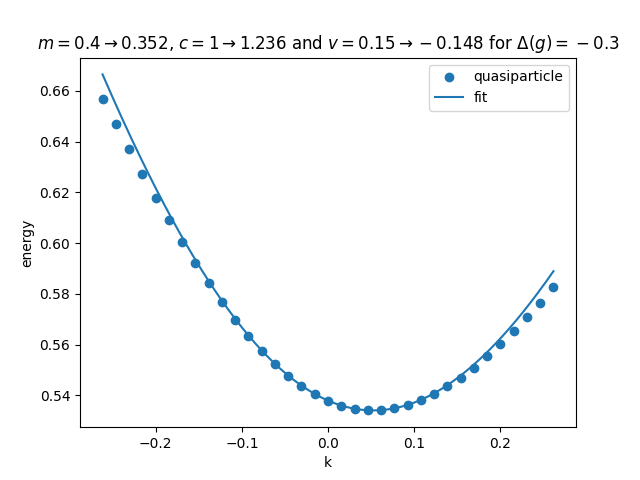 m = 0.4 → 0.352, c = 1 → 1.236 and v = 0.15 → −0.148 for Δ(g) = −0.3
quasiparticle
fit
energy
0.66
0.64
0.62
0.60
0.58
0.56
0.54
−0.2
−0.1
0.0
0.1
0.2
k